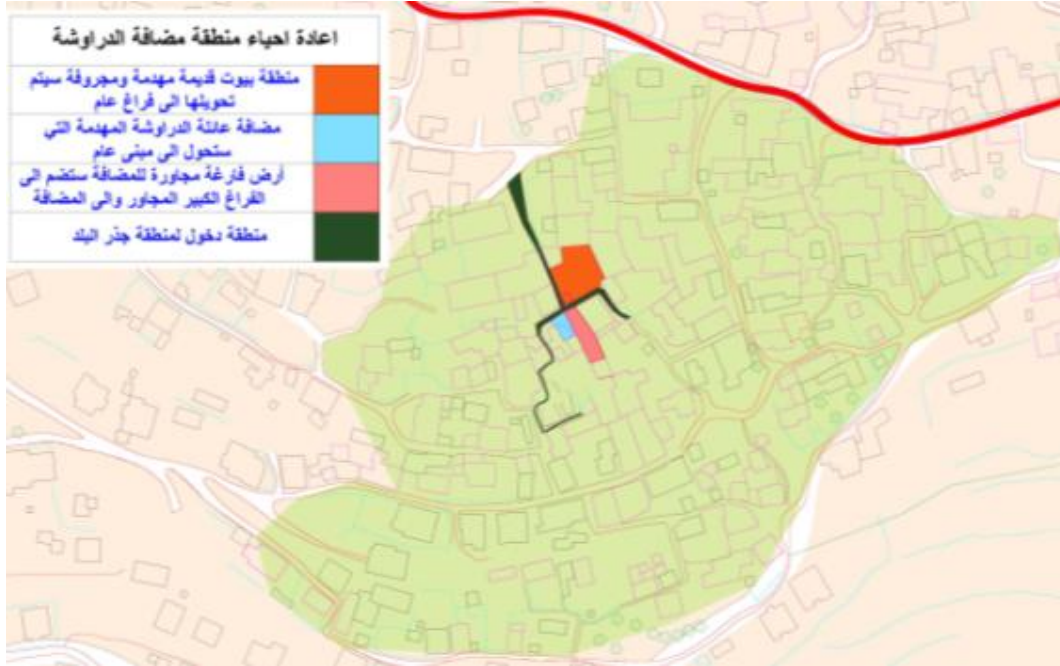 اعادة احياء منطقة مضافة الدراوشة
منطقة بيوت قديمة مهدمة ومجروفة سيتم
تحويلها الى فراغ عام
مضافة عائلة الدراوشة المهدمة التي
ستحول الى مبنى عام
أرض فارغة مجاورة للمضافة ستضم الى
الفراغ الكبير المجاور والى المضافة
منطقة دخول لمنطقة جذر البلد